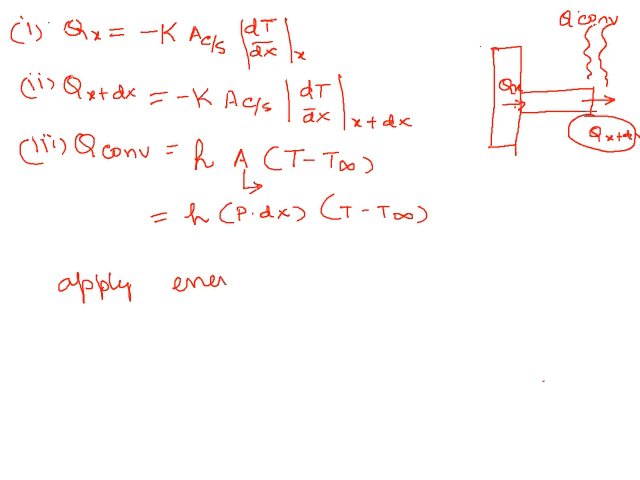 (i) Qx = -K Ac/s |dT/dx|x
(ii) Qx+dx = -K Ac/s |dT/dx|x+dx
(iii) Qconv = h A (T-T∞)
= h (P.dx) (T-T∞)
apply ener
Qconv
Qx
Qx+dx